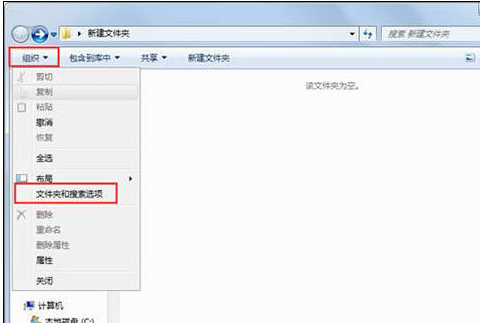 新建文件夹
搜索 新建文件夹
组织 包含到库中 共享 新建文件夹
剪切
该文件夹为空。
复制
粘贴
撤消
恢复
全选
布局
文件夹和搜索选项
删除
重命名
删除属性
属性
关闭
计算机
本地磁盘 (C:)